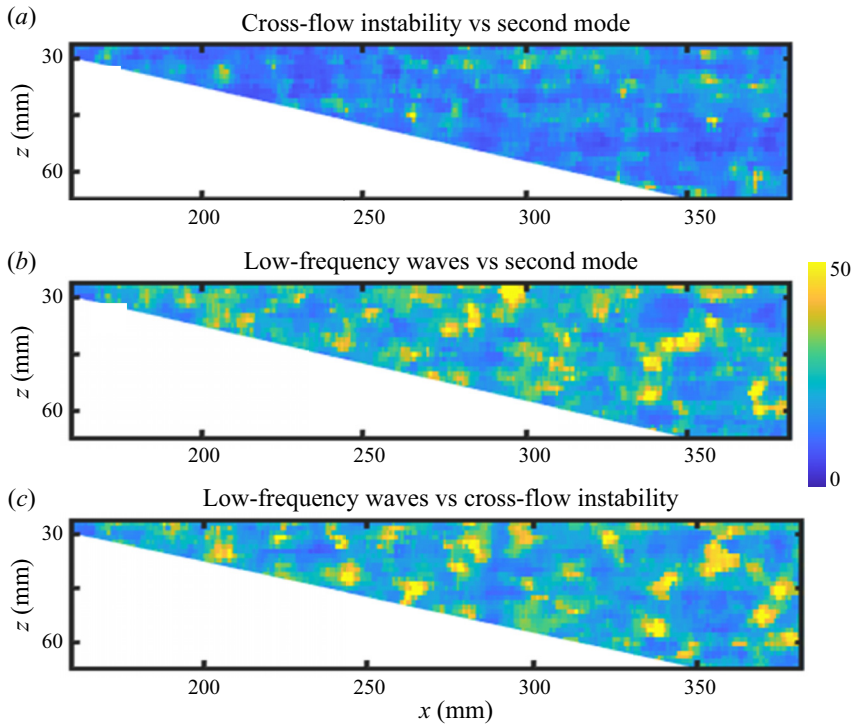 (a) Cross-flow instability vs second mode
30
z (mm)
60
200 250 300 350
(b) Low-frequency waves vs second mode
30
z (mm)
60
200 250 300 350
50
0
(c) Low-frequency waves vs cross-flow instability
30
z (mm)
60
200 250 300 350
x (mm)